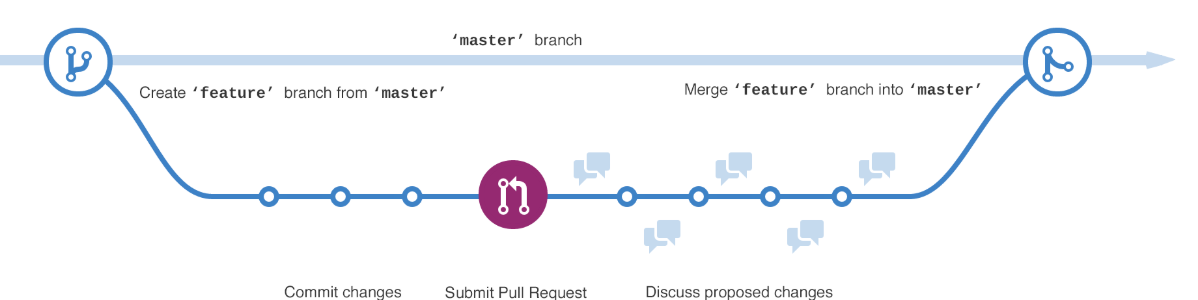 ‘master’ branch
Create ‘feature’ branch from ‘master’
Merge ‘feature’ branch into ‘master’
Commit changes
Submit Pull Request
Discuss proposed changes